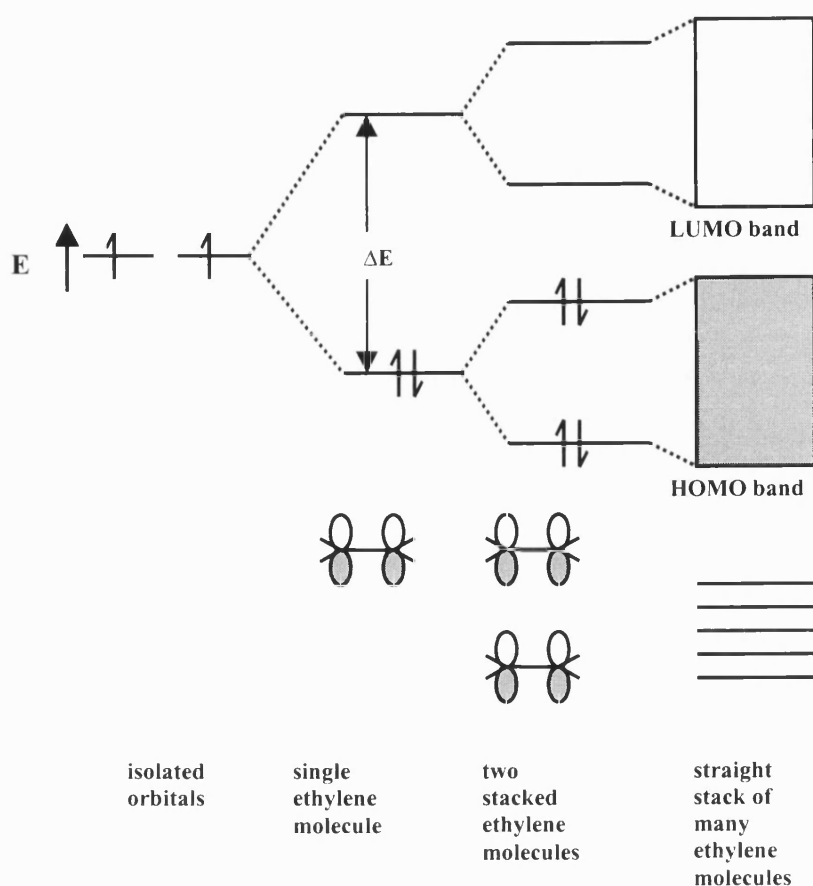 LUMO band
E
ΔE
HOMO band
isolated
orbitals
single
ethylene
molecule
two
stacked
ethylene
molecules
straight
stack of
many
ethylene
molecules